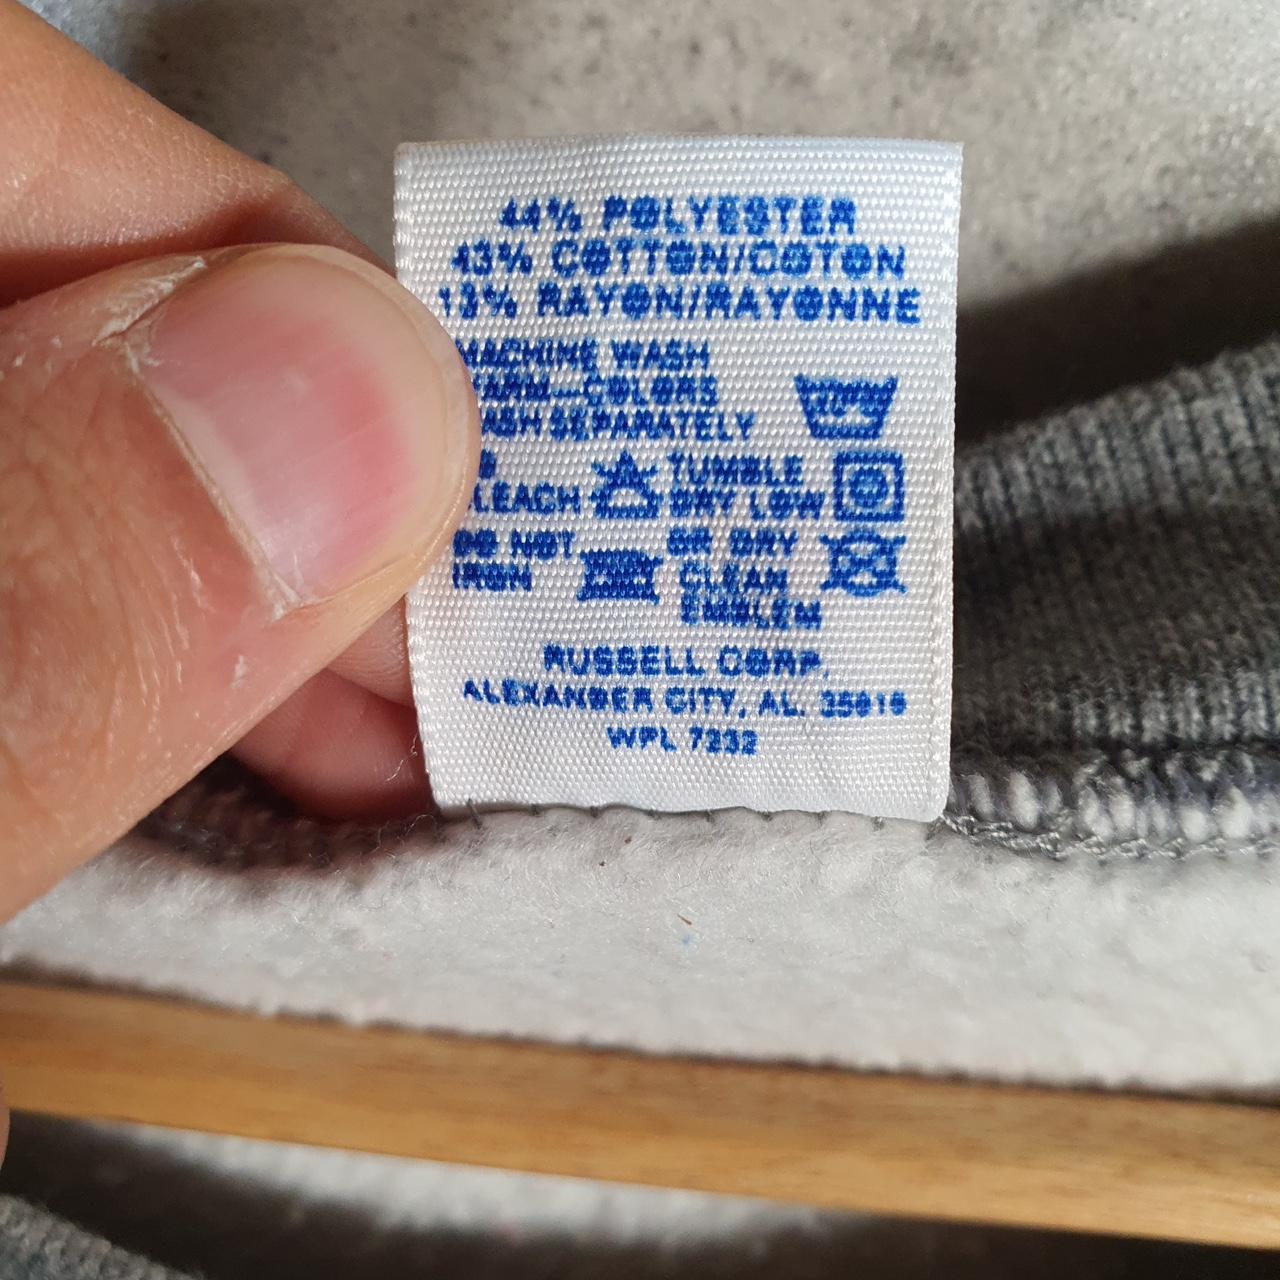 44% POLYESTER
43% COTTON/COTON
13% RAYON/RAYONNE
MACHINE WASH
WARM—COLORS
ASH SEPARATELY
LEACH
TUMBLE
DRY LOW
DO NOT
IRON
OR DRY
CLEAN
EMBLEM
RUSSELL CORP.
ALEXANDER CITY, AL. 35010
WPL 7232